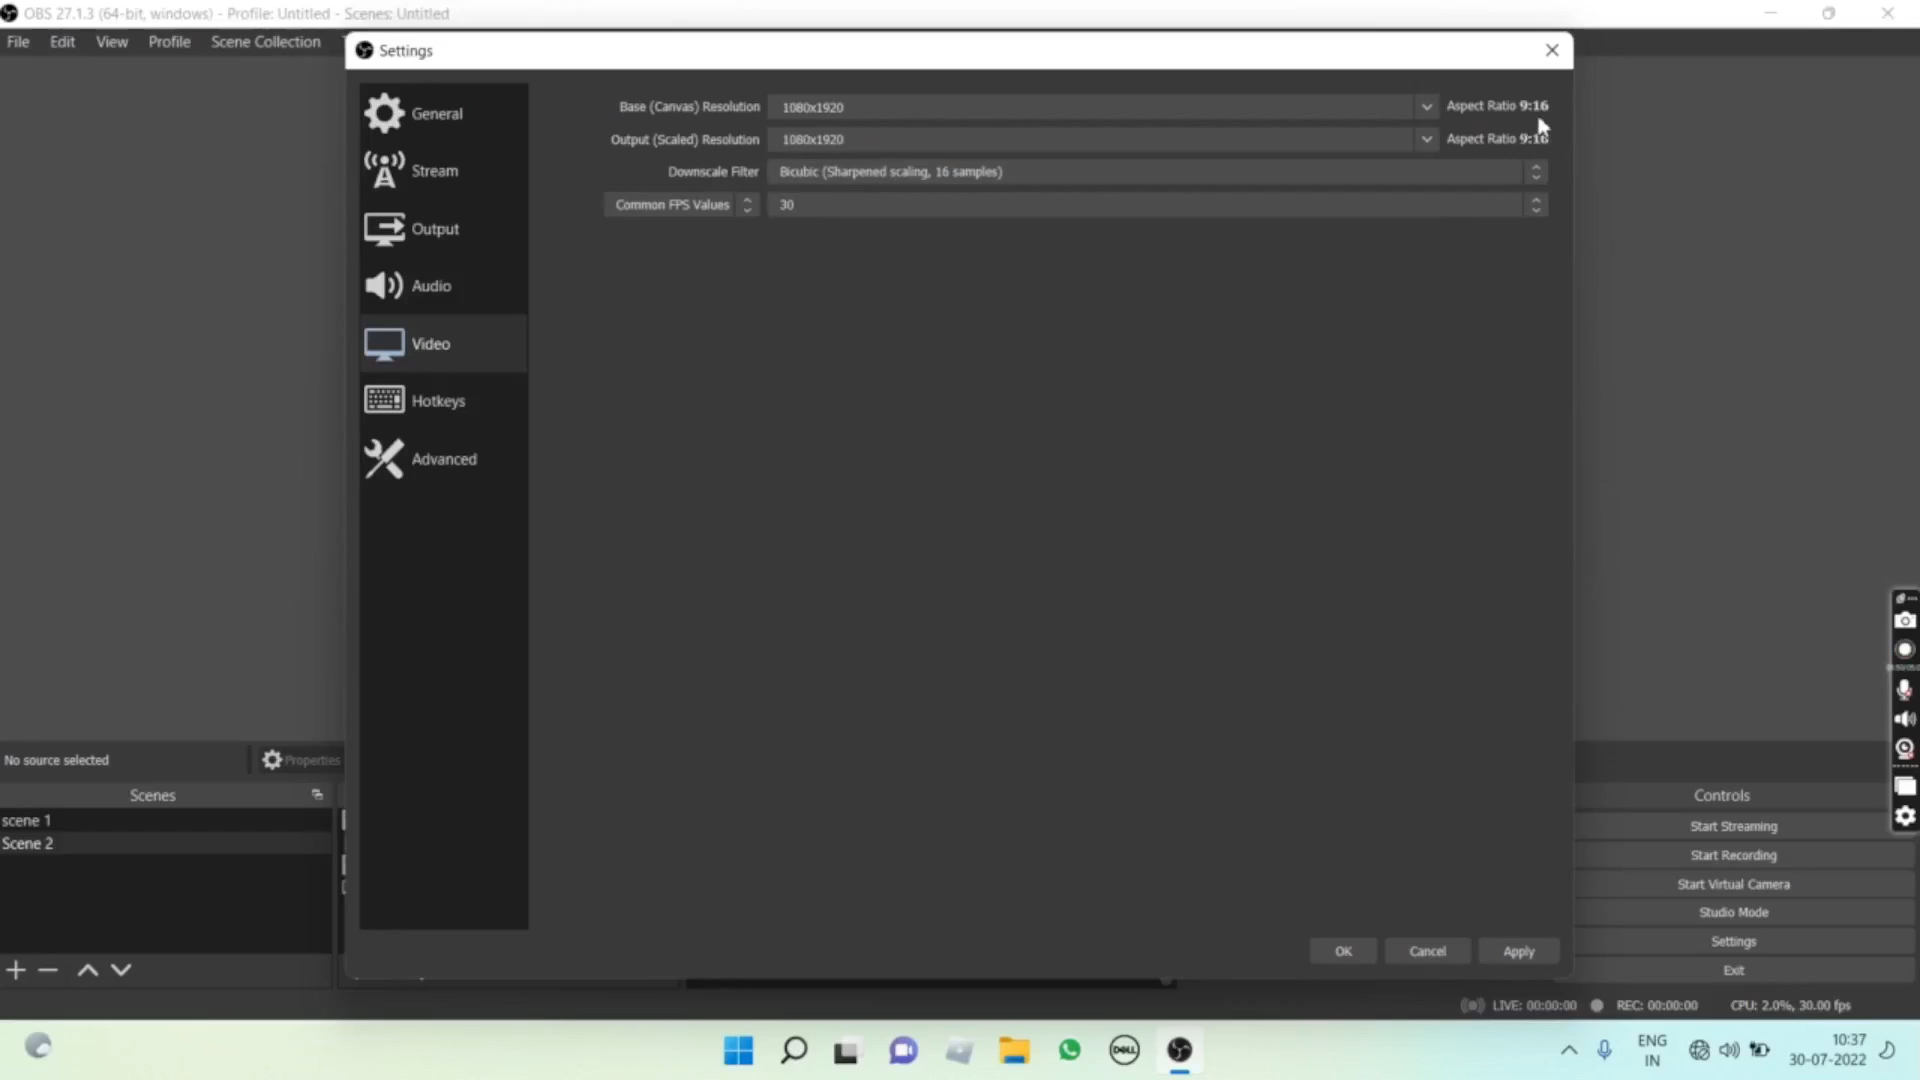 OBS 27.1.3 (64-bit, windows) - Profile: Untitled - Scenes: Untitled
File Edit View Profile Scene Collection
Settings
General
Stream
Output
Audio
Video
Hotkeys
Advanced
Base (Canvas) Resolution 1080x1920 Aspect Ratio 9:16
Output (Scaled) Resolution 1080x1920 Aspect Ratio 9:16
Downscale Filter Bicubic (Sharpened scaling, 16 samples)
Common FPS Values 30
OK Cancel Apply
No source selected Properties
Scenes
scene 1
Scene 2
Controls
Start Streaming
Start Recording
Start Virtual Camera
Studio Mode
Settings
Exit
LIVE: 00:00:00 REC: 00:00:00 CPU: 2.0%, 30.00 fps
DELL
ENG
IN
10:37
30-07-2022